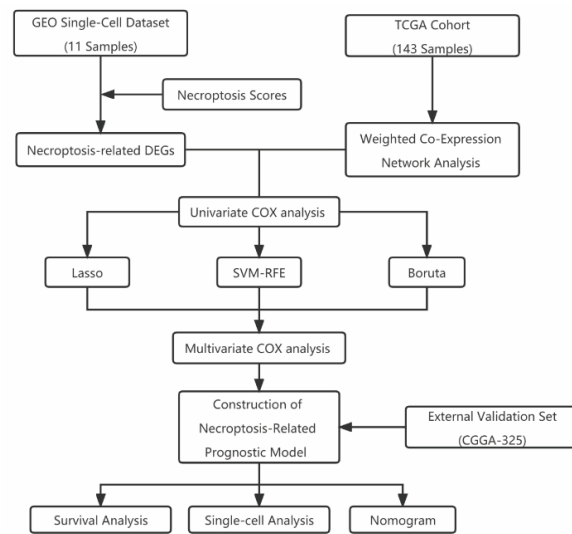 GEO Single-Cell Dataset
(11 Samples)
TCGA Cohort
(143 Samples)
Necroptosis Scores
Necroptosis-related DEGs
Weighted Co-Expression
Network Analysis
Univariate COX analysis
Lasso
SVM-RFE
Boruta
Multivariate COX analysis
Construction of
Necroptosis-Related
Prognostic Model
External Validation Set
(CGGA-325)
Survival Analysis
Single-cell Analysis
Nomogram